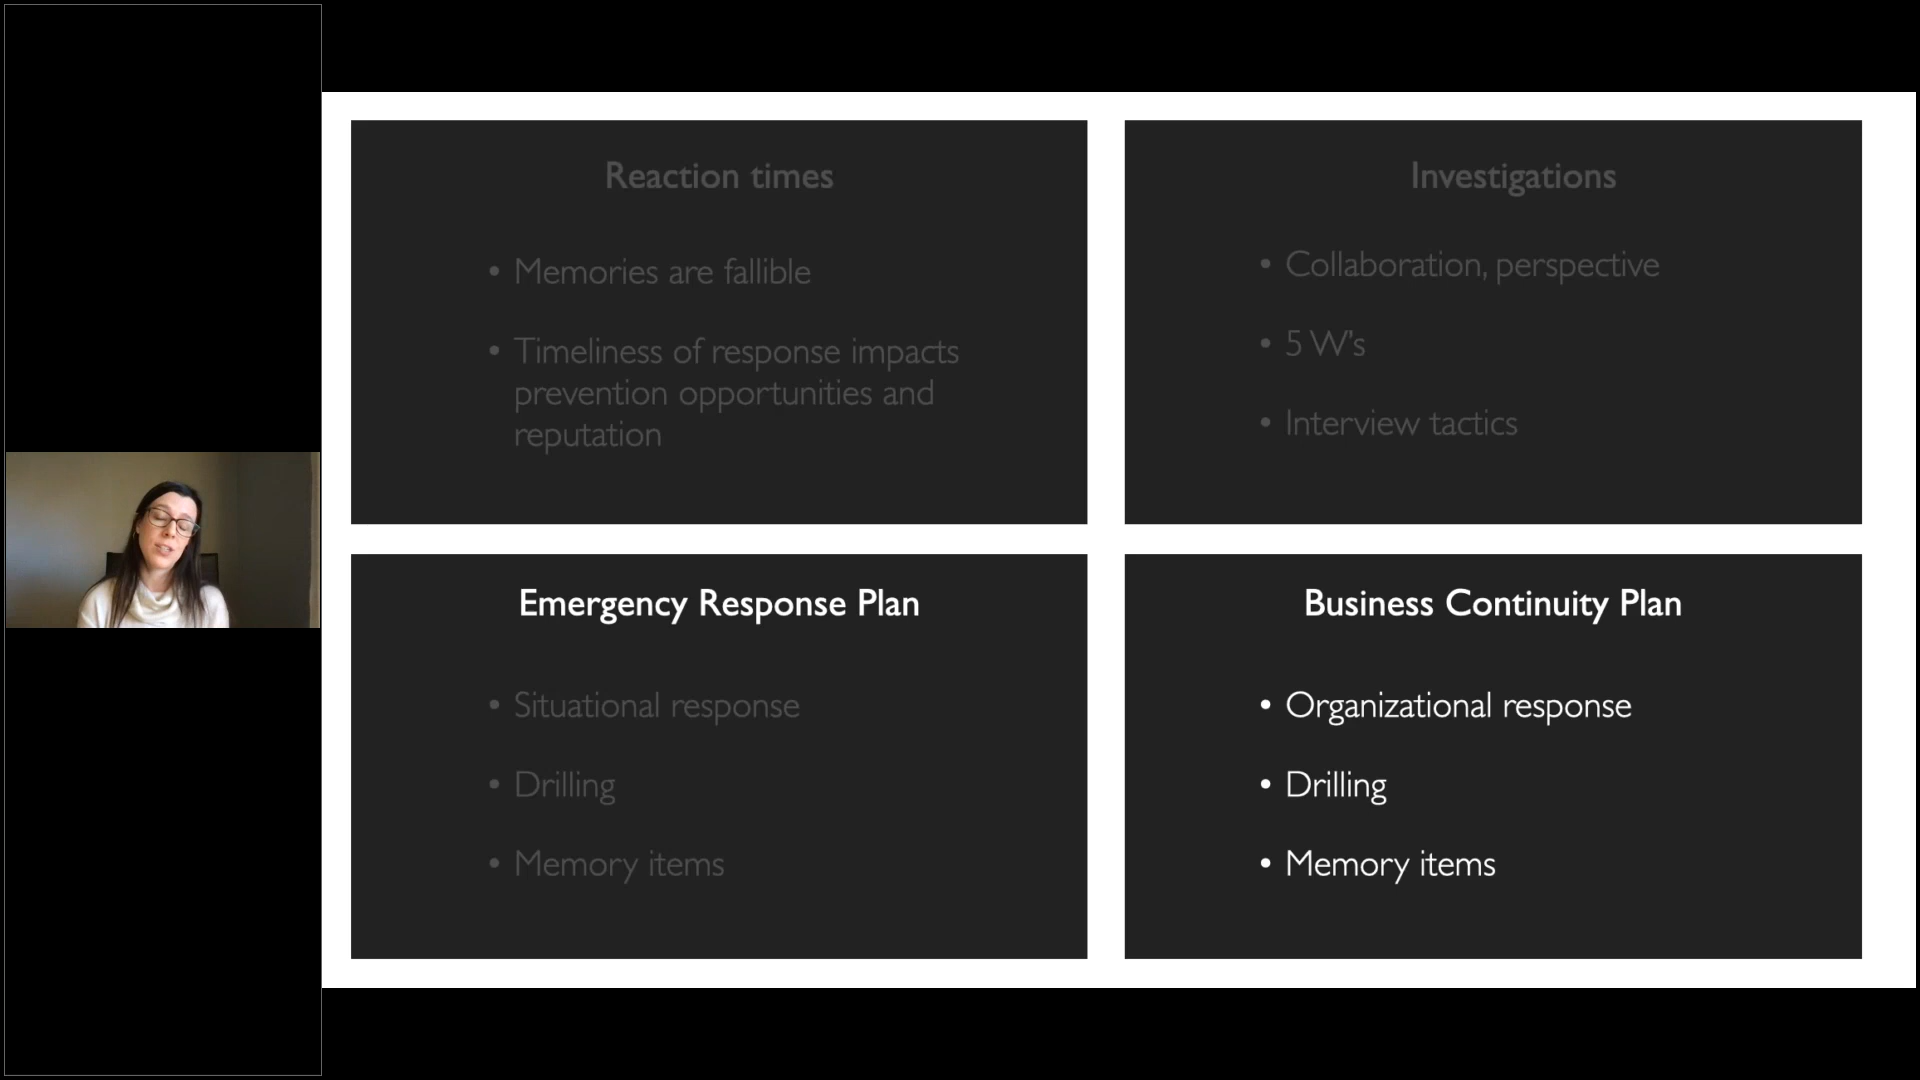 Reaction times
• Memories are fallible
• Timeliness of response impacts
prevention opportunities and
reputation
Investigations
• Collaboration, perspective
• 5 W's
• Interview tactics
Emergency Response Plan
• Situational response
• Drilling
• Memory items
Business Continuity Plan
• Organizational response
• Drilling
• Memory items